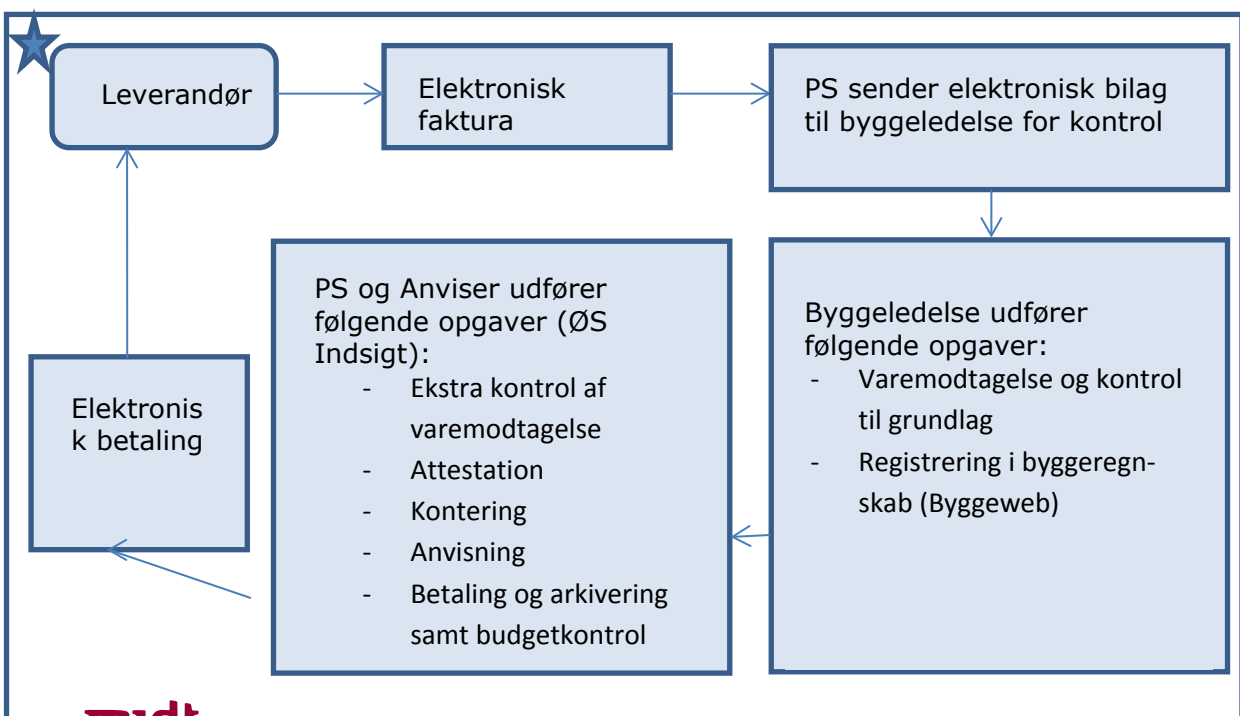 Leverandør
Elektronisk
faktura
PS sender elektronisk bilag
til byggeledelse for kontrol
Byggeledelse udfører
følgende opgaver:
- Varemodtagelse og kontrol
til grundlag
- Registrering i byggeregn-
skab (Byggeweb)
PS og Anviser udfører
følgende opgaver (ØS
Indsigt):
- Ekstra kontrol af
varemodtagelse
- Attestation
- Kontering
- Anvisning
- Betaling og arkivering
samt budgetkontrol
Elektronis
k betaling